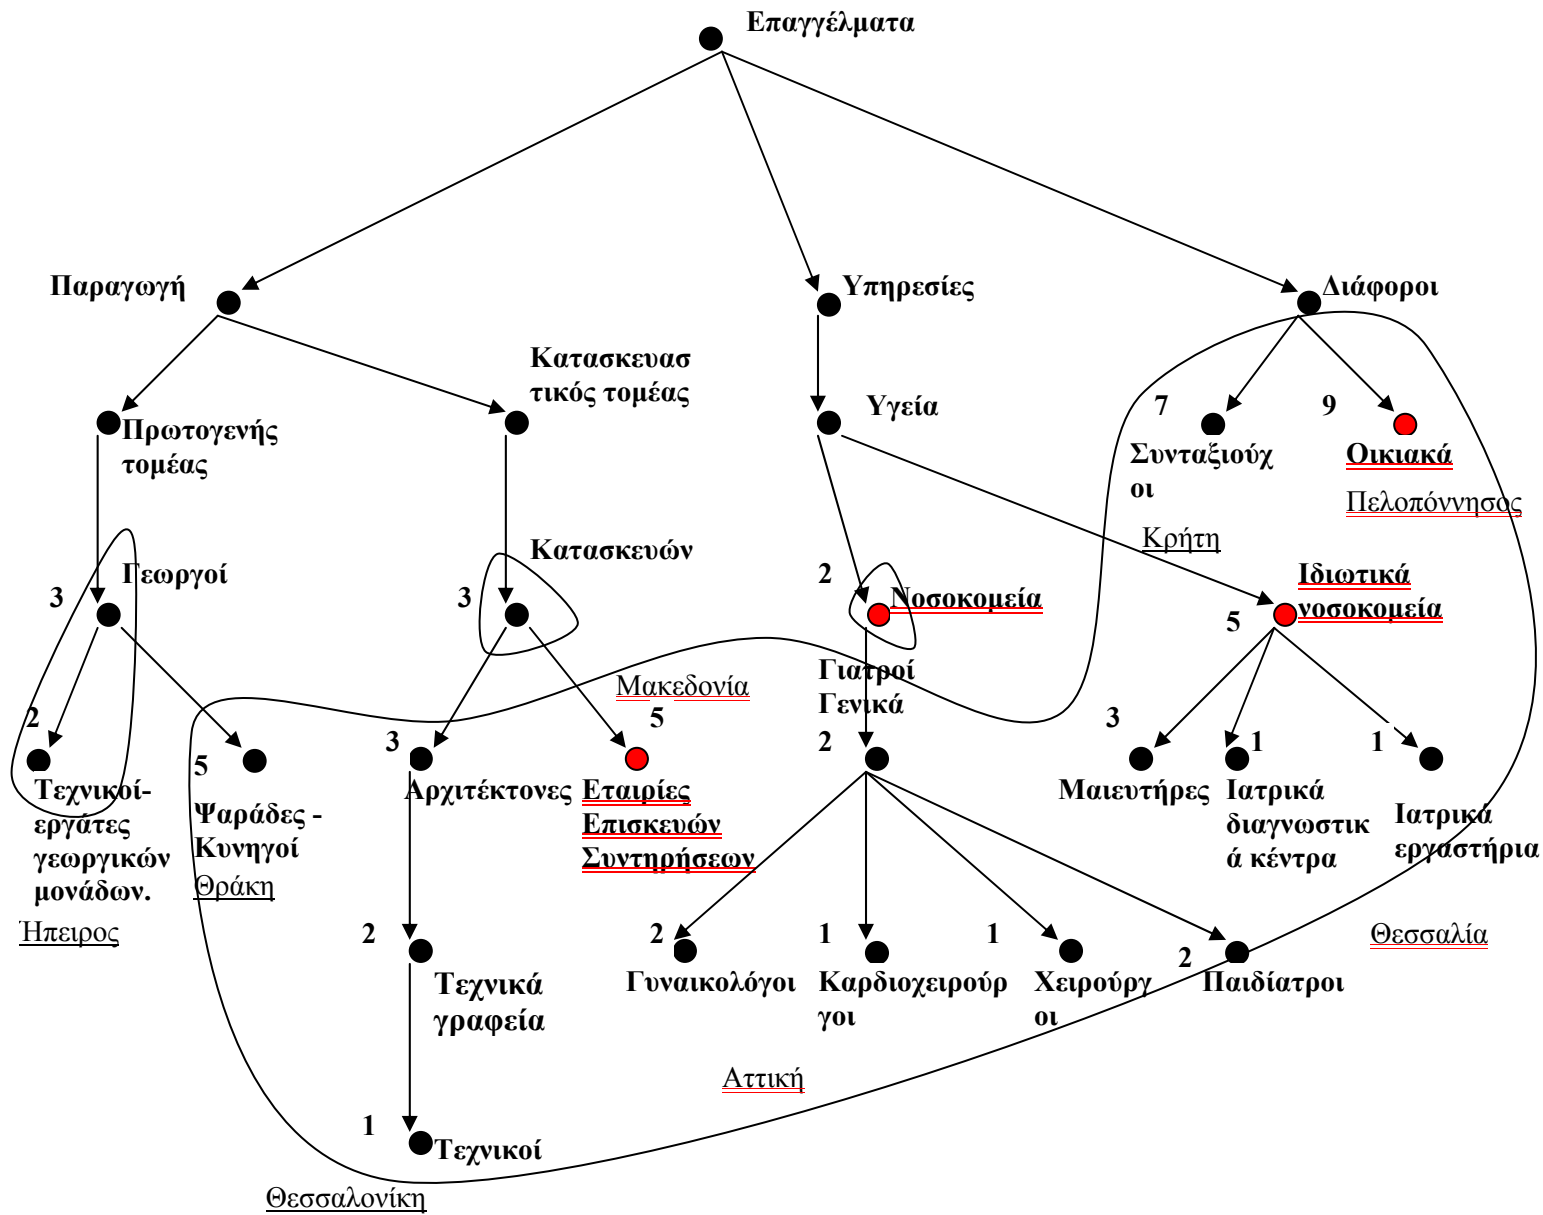 Επαγγέλματα
Παραγωγή
Υπηρεσίες
Διάφοροι
Κατασκευασ
τικός τομέας
Πρωτογενής
τομέας
Υγεία
7
Συνταξιούχ
οι
9
Οικιακά
Πελοπόννησος
Κρήτη
Γεωργοί
3
Κατασκευών
3
2
Νοσοκομεία
Ιδιωτικά
νοσοκομεία
5
Μακεδονία
Γιατροί
Γενικά
2
2
Τεχνικοί-
εργάτες
γεωργικών
μονάδων.
Ήπειρος
5
Ψαράδες -
Κυνηγοί
Θράκη
3
Αρχιτέκτονες
5
Εταιρίες
Επισκευών
Συντηρήσεων
3
Μαιευτήρες
1
Ιατρικά
διαγνωστικ
ά κέντρα
1
Ιατρικά
εργαστήρια
Θεσσαλία
2
Τεχνικά
γραφεία
2
Γυναικολόγοι
1
Καρδιοχειρούρ
γοι
1
Χειρούργ
οι
2
Παιδίατροι
Αττική
1
Τεχνικοί
Θεσσαλονίκη